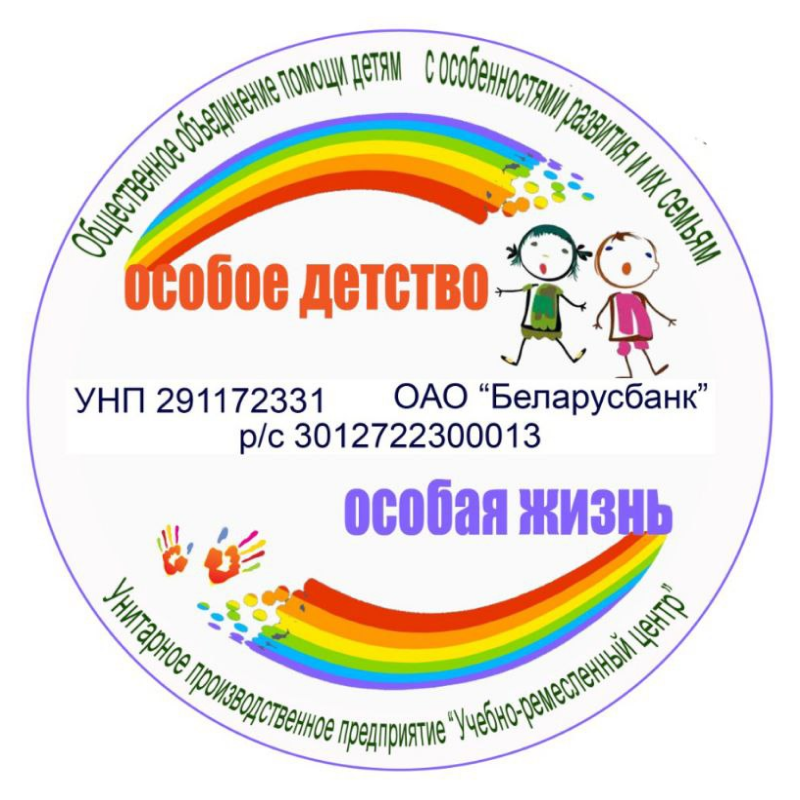 Общественное объединение помощи детям с особенностями развития и их семьям
особое детство
УНП 291172331 ОАО “Беларусбанк”
р/с 3012722300013
особая жизнь
Унитарное производственное предприятие “Учебно-ремесленный центр”